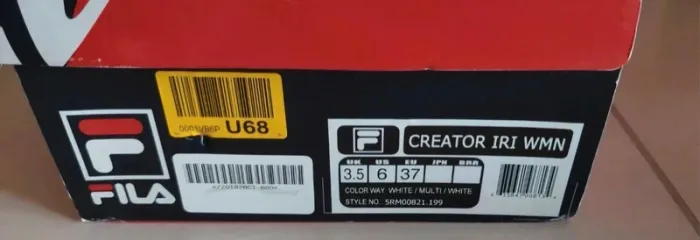 U68
FILA
F CREATOR IRI WMN
UK US EU JPN BRR
3.5 6 37
COLOR WAY WHITE / MULTI / WHITE
STYLE NO. 5RM00821.199